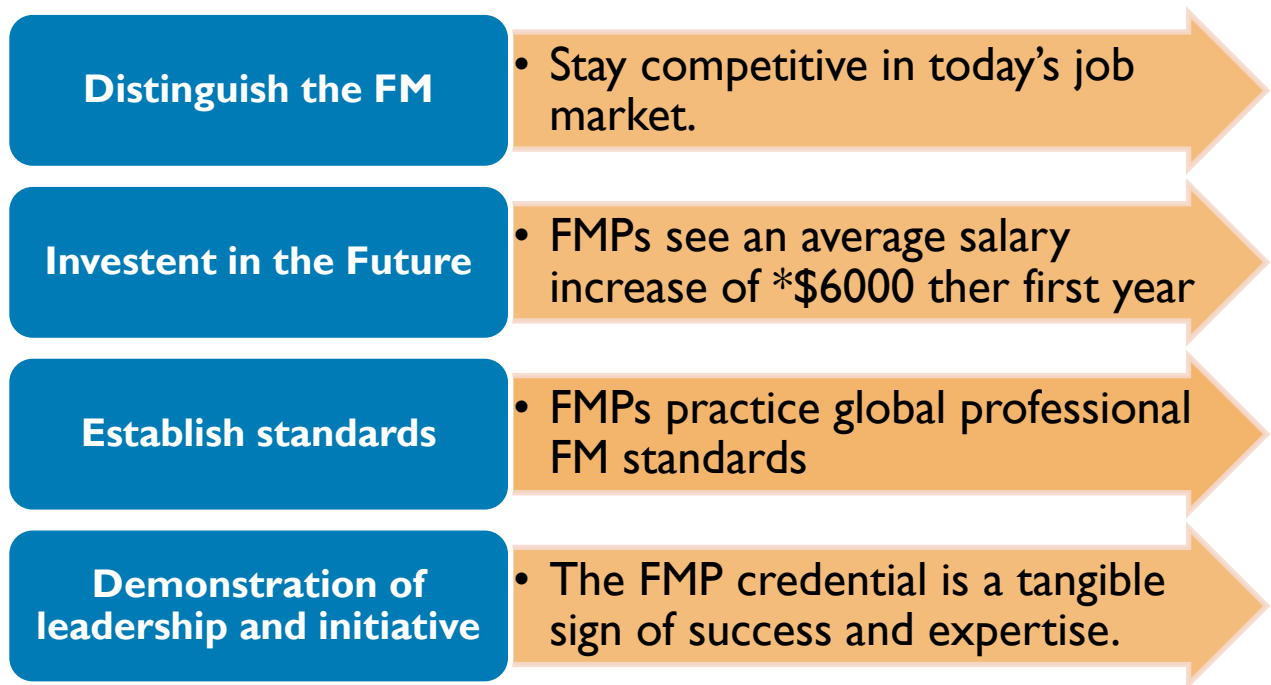 Distinguish the FM
• Stay competitive in today’s job
market.
Investent in the Future
• FMPs see an average salary
increase of *$6000 ther first year
Establish standards
• FMPs practice global professional
FM standards
Demonstration of
leadership and initiative
• The FMP credential is a tangible
sign of success and expertise.